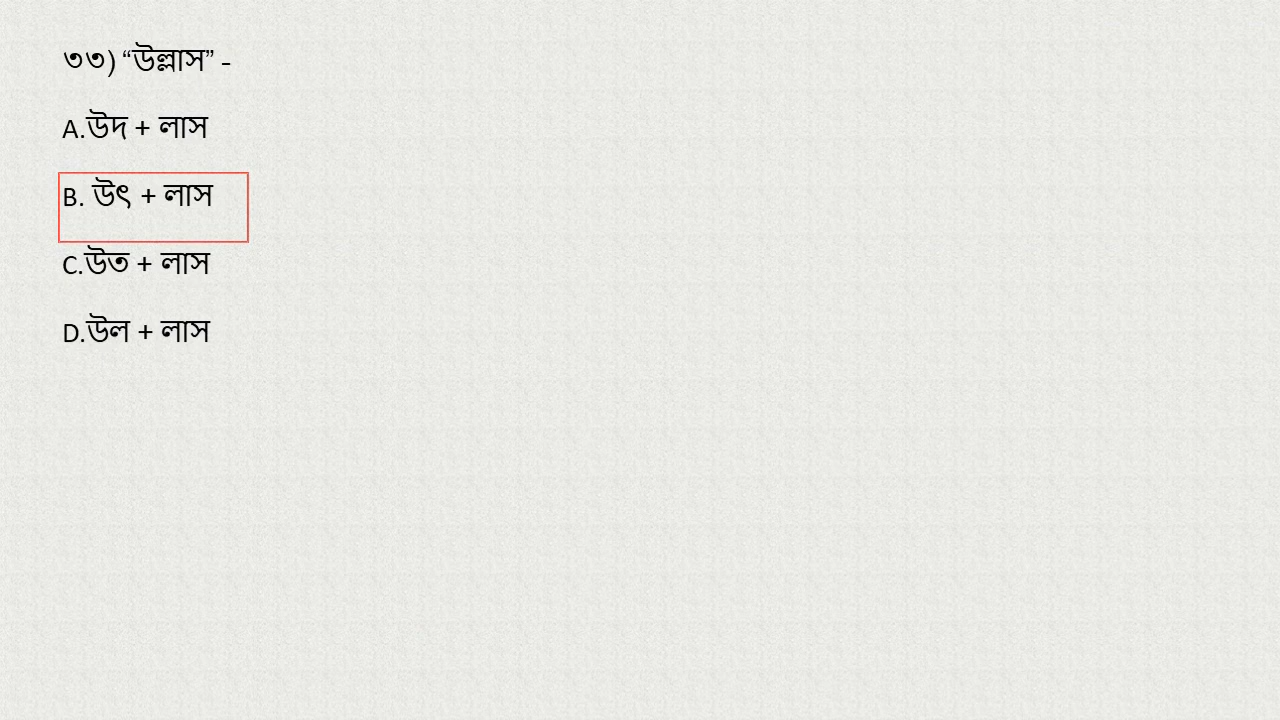 ৩৩) “উল্লাস” -
A.উদ + লাস
B. উৎ + লাস
C.উত + লাস
D.উল + লাস